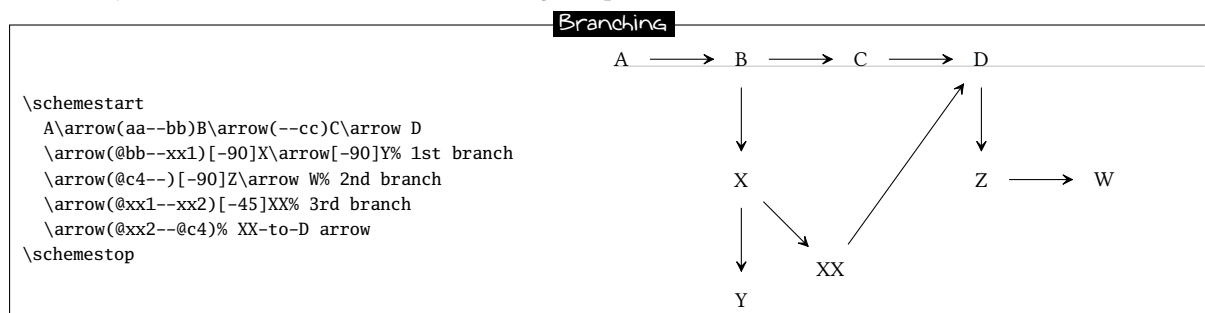 Branching
\schemestart
A\arrow(aa--bb)B\arrow(--cc)C\arrow D
\arrow(@bb--xx1)[-90]X\arrow[-90]Y% 1st branch
\arrow(@c4--)[-90]Z\arrow W% 2nd branch
\arrow(@xx1--xx2)[-45]XX% 3rd branch
\arrow(@xx2--@c4)% XX-to-D arrow
\schemestop
A B C D
X Z W
XX
Y